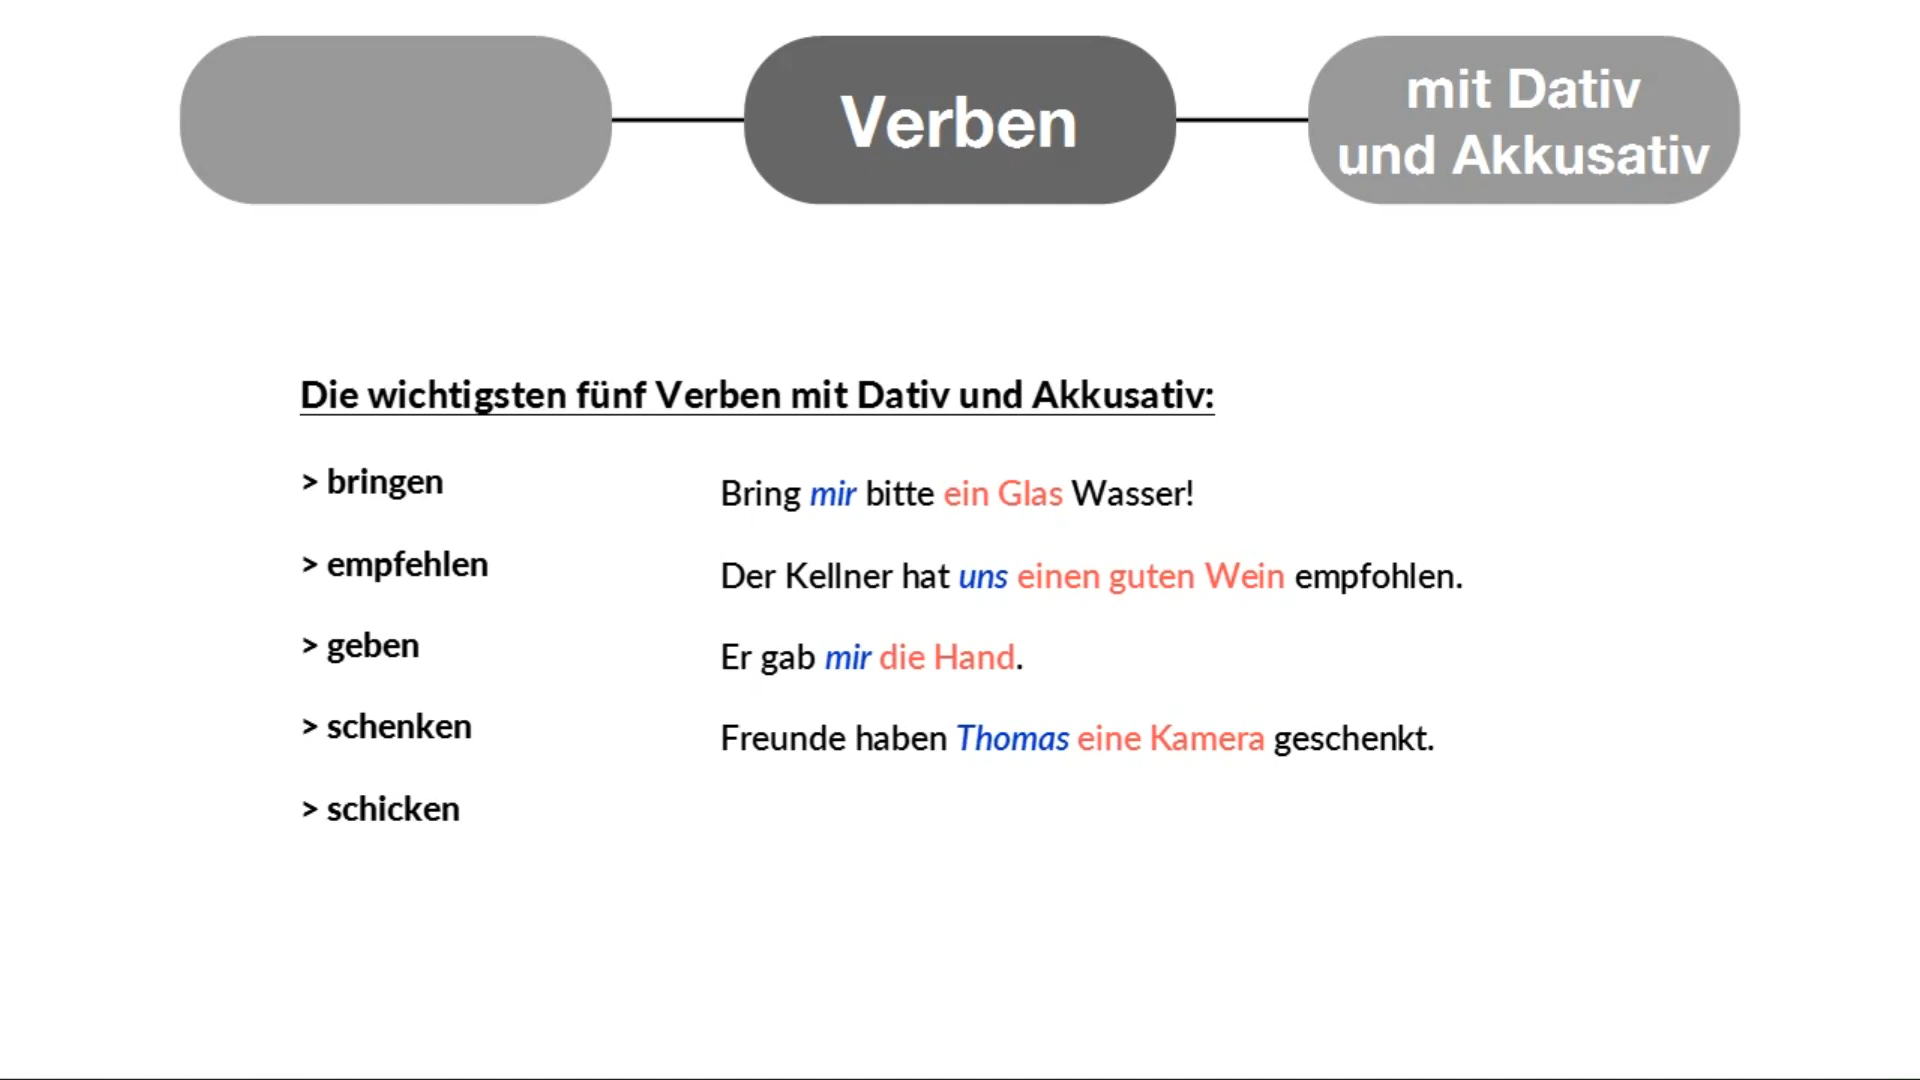 Verben
mit Dativ
und Akkusativ
Die wichtigsten fünf Verben mit Dativ und Akkusativ:
> bringen
Bring mir bitte ein Glas Wasser!
> empfehlen
Der Kellner hat uns einen guten Wein empfohlen.
> geben
Er gab mir die Hand.
> schenken
Freunde haben Thomas eine Kamera geschenkt.
> schicken